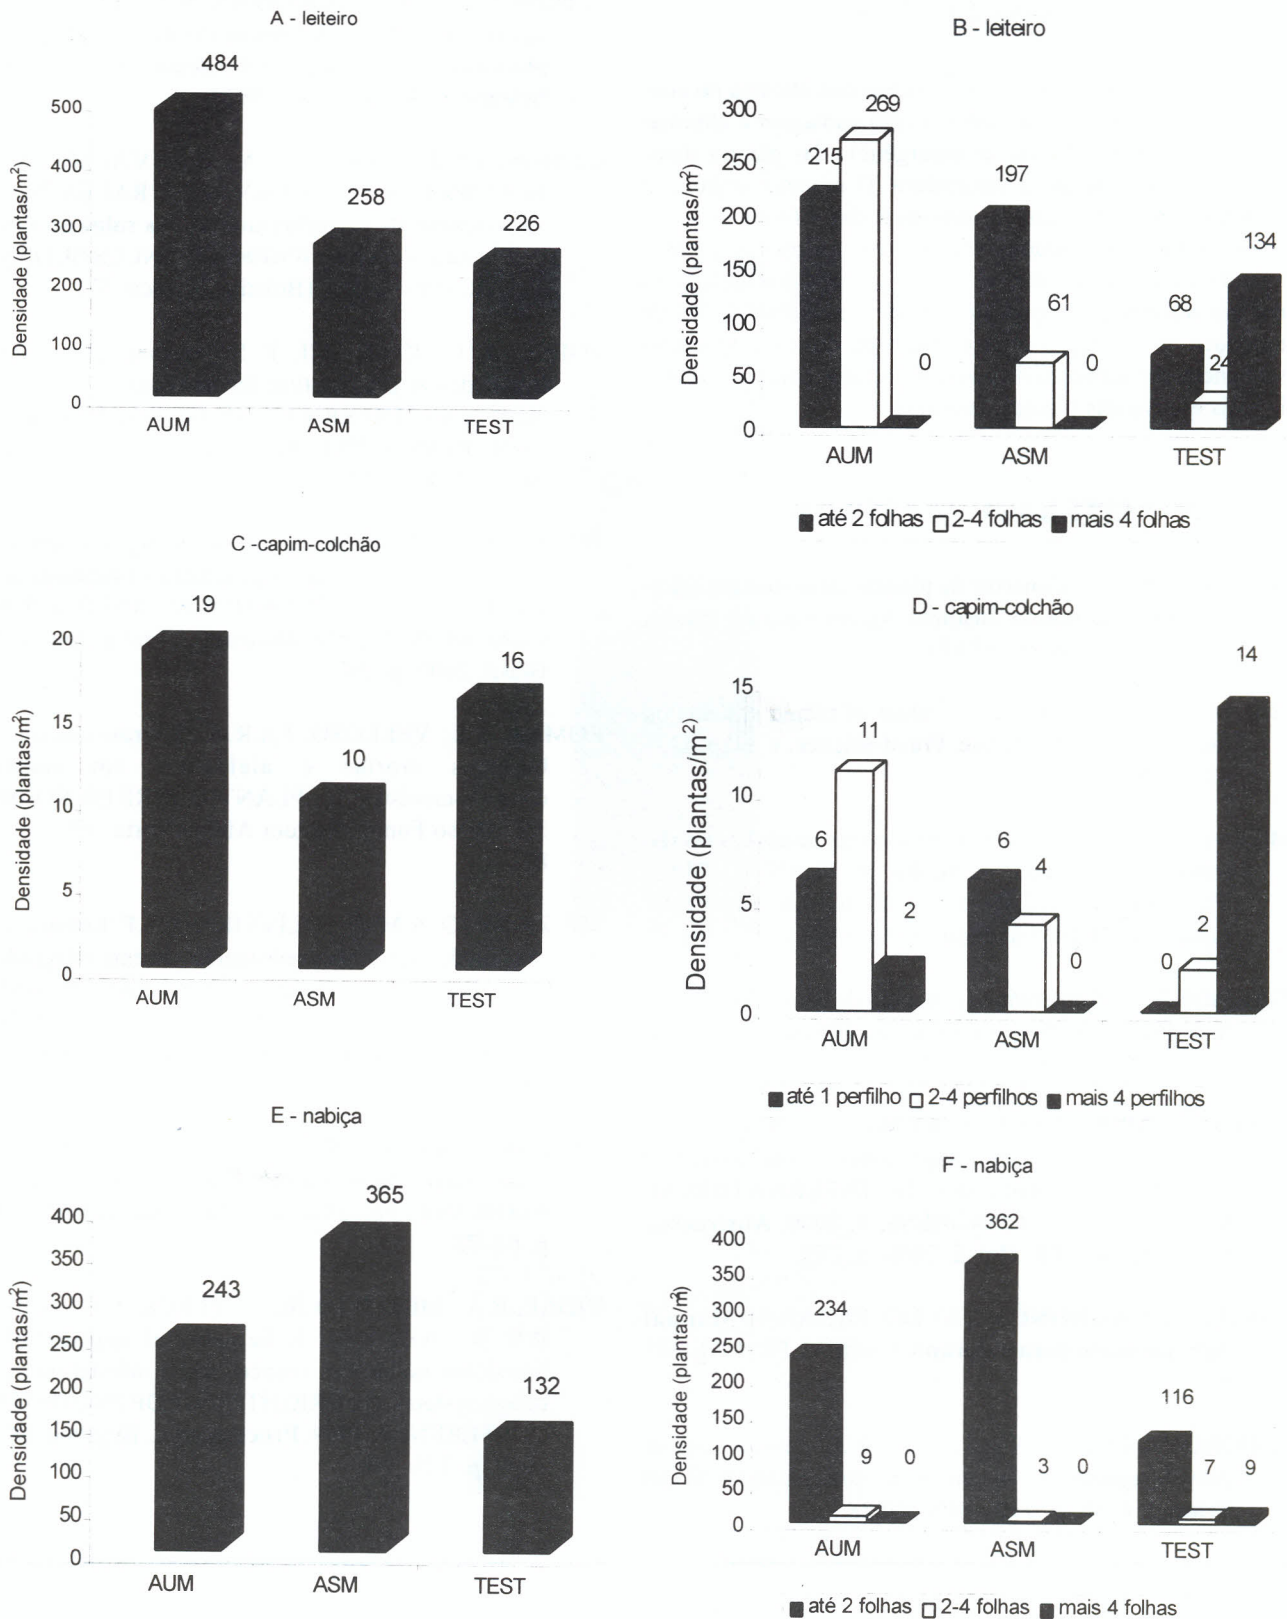 A - leiteiro
484
258
226
Densidade (plantas/m²)
500
400
300
200
100
0
AUM
ASM
TEST
B - leiteiro
269
215
0
197
61
0
68
24
134
Densidade (plantas/m²)
300
250
200
150
100
50
0
AUM
ASM
TEST
até 2 folhas 2-4 folhas mais 4 folhas
C -capim-colchão
19
10
16
Densidade (plantas/m²)
20
15
10
5
0
AUM
ASM
TEST
D - capim-colchão
6
11
2
6
4
0
0
2
14
Densidade (plantas/m²)
15
10
5
0
AUM
ASM
TEST
até 1 perfilho 2-4 perfilhos mais 4 perfilhos
E - nabiça
243
365
132
Densidade (plantas/m²)
400
350
300
250
200
150
100
50
0
AUM
ASM
TEST
F - nabiça
234
9
0
362
3
0
116
7
9
Densidade (plantas/m²)
400
350
300
250
200
150
100
50
0
AUM
ASM
TEST
até 2 folhas 2-4 folhas mais 4 folhas